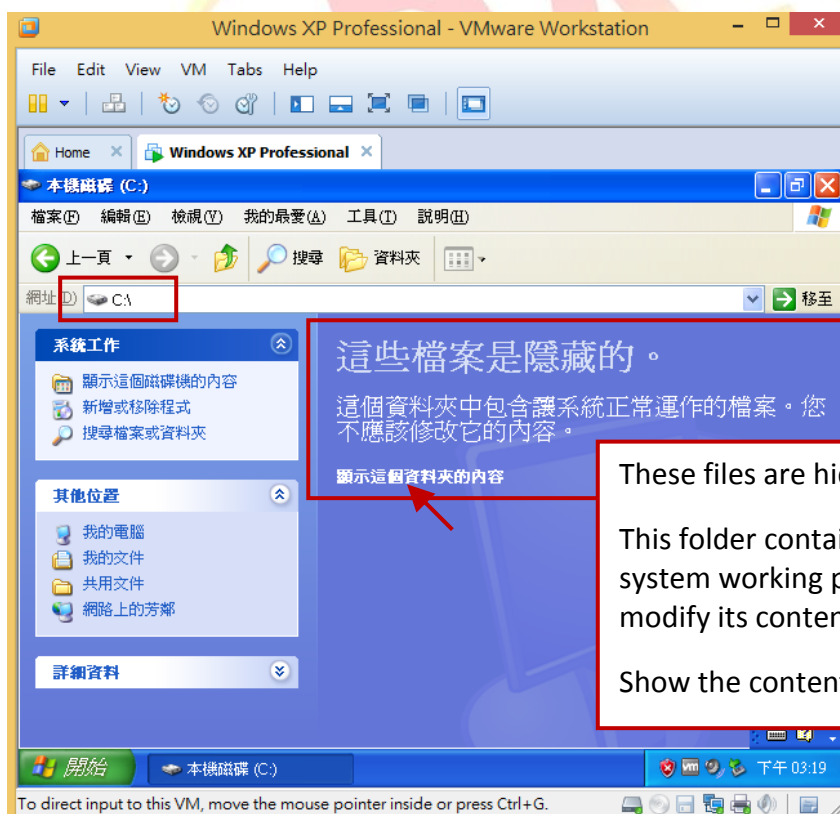 Windows XP Professional - VMware Workstation
File Edit View VM Tabs Help
Home Windows XP Professional
本機磁碟 (C:)
檔案(F) 編輯(E) 檢視(V) 我的最愛(A) 工具(T) 說明(H)
上一頁 搜尋 資料夾
網址(D) C:\ 移至
系統工作
顯示這個磁碟機的內容
新增或移除程式
搜尋檔案或資料夾
其他位置
我的電腦
我的文件
共用文件
網路上的芳鄰
詳細資料
這些檔案是隱藏的。
這個資料夾中包含讓系統正常運作的檔案。您
不應該修改它的內容。
顯示這個資料夾的內容
These files are hi
This folder contai
system working p
modify its conten
Show the conten
開始 本機磁碟 (C:) 下午 03:19
To direct input to this VM, move the mouse pointer inside or press Ctrl+G.